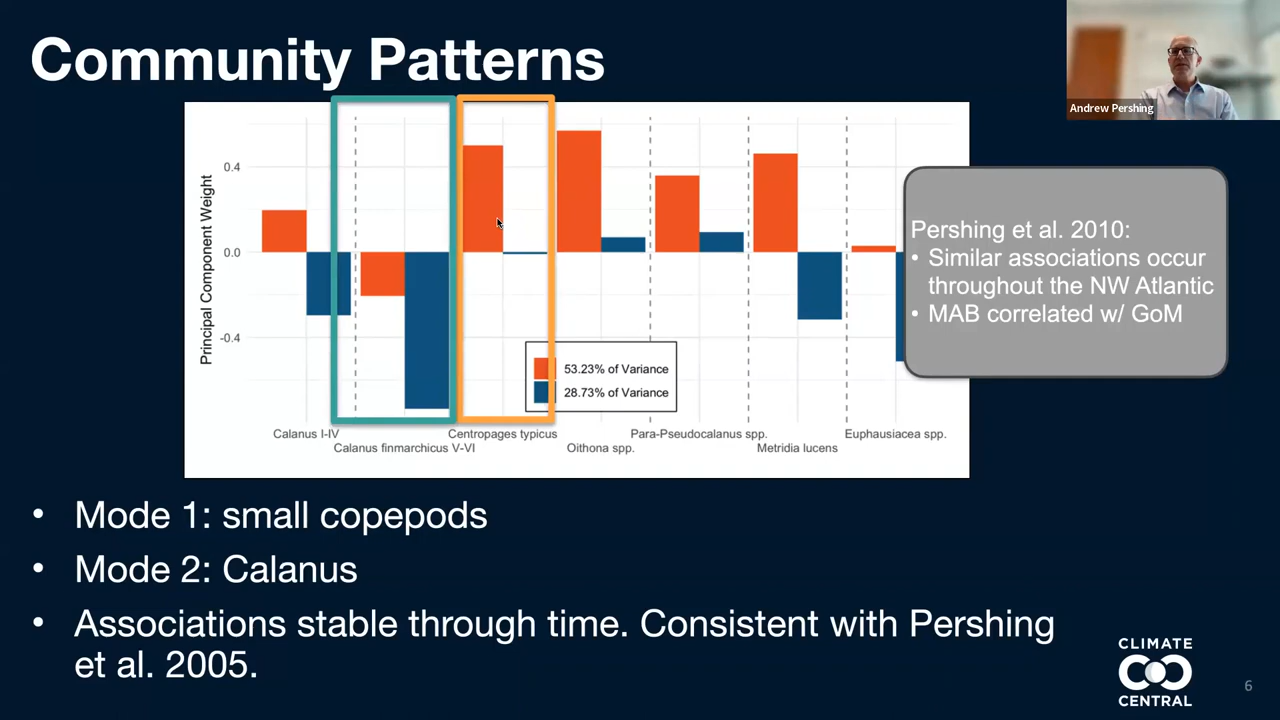 Community Patterns
Andrew Pershing
Principal Component Weight
0.4
0.0
-0.4
53.23% of Variance
28.73% of Variance
Calanus I-IV
Calanus finmarchicus V-VI
Centropages typicus
Oithona spp.
Para-Pseudocalanus spp.
Metridia lucens
Euphausiacea spp.
Pershing et al. 2010:
• Similar associations occur
throughout the NW Atlantic
• MAB correlated w/ GoM
• Mode 1: small copepods
• Mode 2: Calanus
• Associations stable through time. Consistent with Pershing
et al. 2005.
CLIMATE
CENTRAL
6